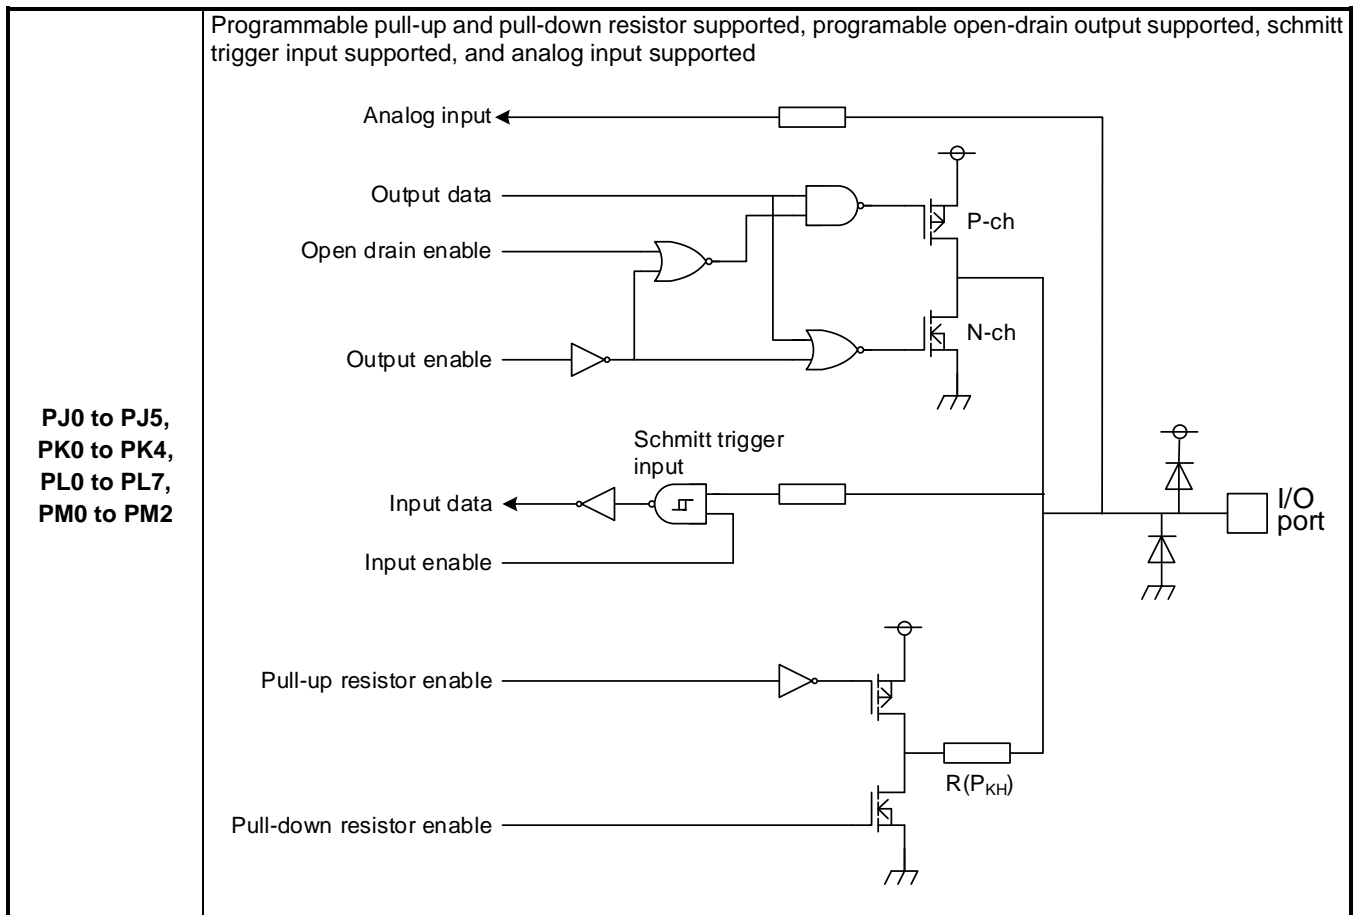 Programmable pull-up and pull-down resistor supported, programable open-drain output supported, schmitt
trigger input supported, and analog input supported
Analog input
Output data
P-ch
Open drain enable
N-ch
Output enable
PJ0 to PJ5,
PK0 to PK4,
PL0 to PL7,
PM0 to PM2
Schmitt trigger
input
Input data
I/O
port
Input enable
Pull-up resistor enable
R(PKH)
Pull-down resistor enable